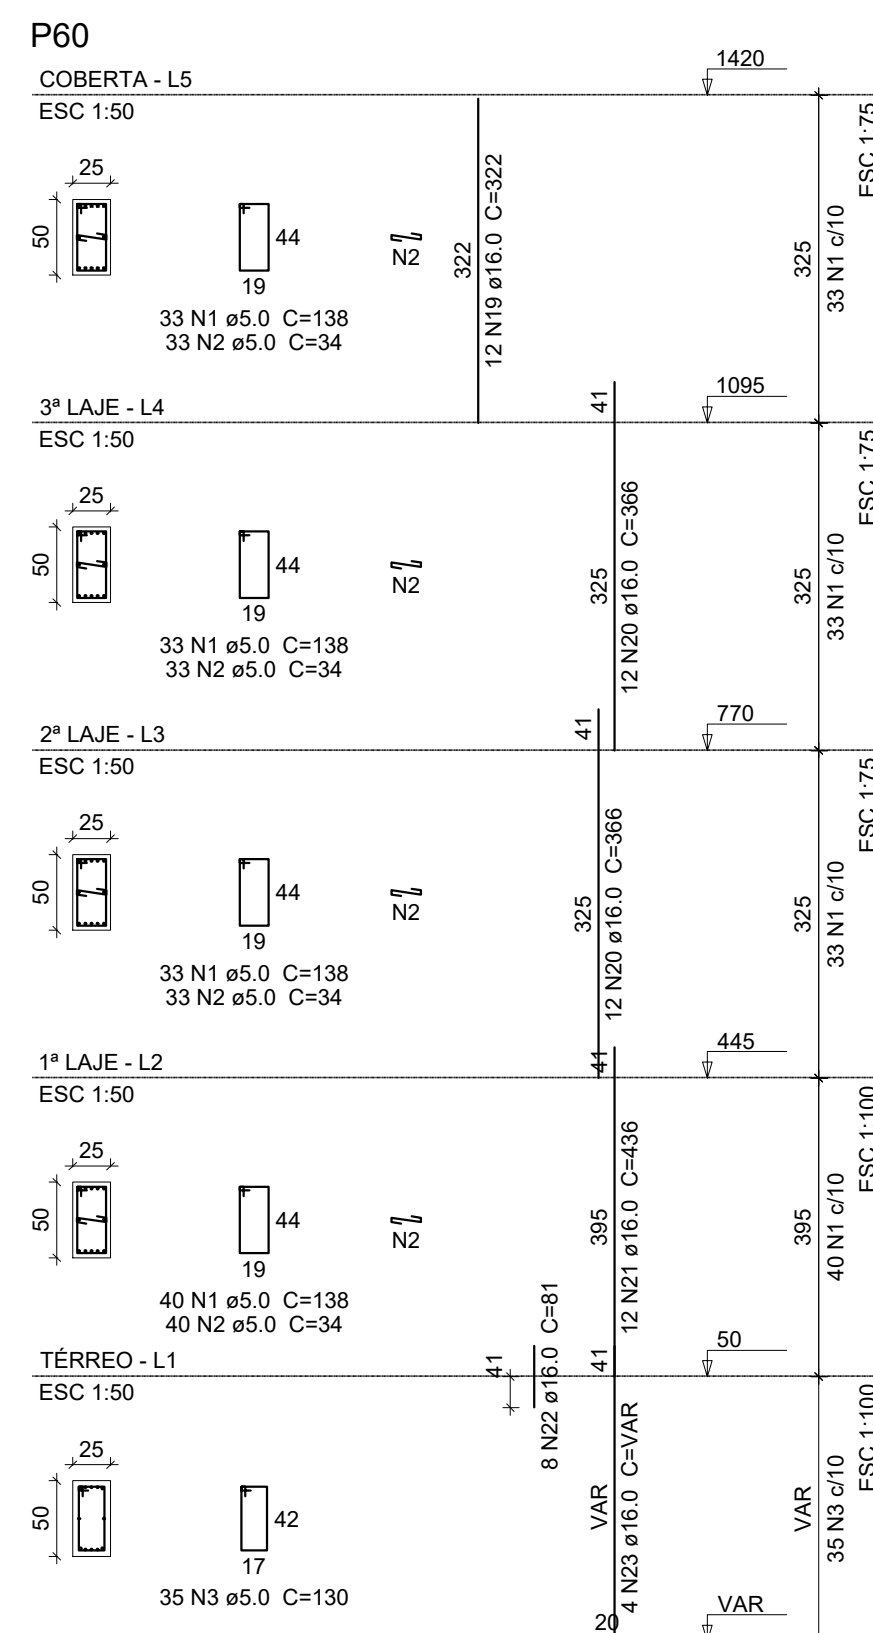 P60
COBERTA - L5
1420
ESC 1:50
ESC 1:75
25
50
44
19
N2
33 N1 ø5.0 C=138
33 N2 ø5.0 C=34
322
12 N19 ø16.0 C=322
325
33 N1 c/10
3ª LAJE - L4
41
1095
ESC 1:50
ESC 1:75
25
50
44
19
N2
33 N1 ø5.0 C=138
33 N2 ø5.0 C=34
325
12 N20 ø16.0 C=366
325
33 N1 c/10
2ª LAJE - L3
41
770
ESC 1:50
ESC 1:75
25
50
44
19
N2
33 N1 ø5.0 C=138
33 N2 ø5.0 C=34
325
12 N20 ø16.0 C=366
325
33 N1 c/10
1ª LAJE - L2
41
445
ESC 1:50
ESC 1:100
25
50
44
19
N2
40 N1 ø5.0 C=138
40 N2 ø5.0 C=34
395
12 N21 ø16.0 C=436
395
40 N1 c/10
TÉRREO - L1
41
8 N22 ø16.0 C=81
41
50
ESC 1:50
ESC 1:100
25
50
42
17
35 N3 ø5.0 C=130
VAR
4 N23 ø16.0 C=VAR
20
VAR
35 N3 c/10
VAR